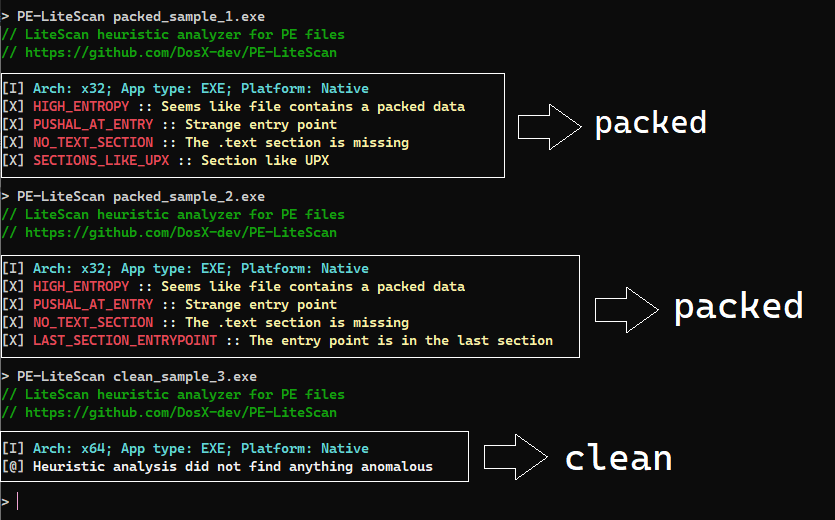 > PE-LiteScan packed_sample_1.exe
// LiteScan heuristic analyzer for PE files
// https://github.com/DosX-dev/PE-LiteScan
[I] Arch: x32; App type: EXE; Platform: Native
[X] HIGH_ENTROPY :: Seems like file contains a packed data
[X] PUSHAL_AT_ENTRY :: Strange entry point
[X] NO_TEXT_SECTION :: The .text section is missing
[X] SECTIONS_LIKE_UPX :: Section like UPX
packed
> PE-LiteScan packed_sample_2.exe
// LiteScan heuristic analyzer for PE files
// https://github.com/DosX-dev/PE-LiteScan
[I] Arch: x32; App type: EXE; Platform: Native
[X] HIGH_ENTROPY :: Seems like file contains a packed data
[X] PUSHAL_AT_ENTRY :: Strange entry point
[X] NO_TEXT_SECTION :: The .text section is missing
[X] LAST_SECTION_ENTRYPOINT :: The entry point is in the last section
packed
> PE-LiteScan clean_sample_3.exe
// LiteScan heuristic analyzer for PE files
// https://github.com/DosX-dev/PE-LiteScan
[I] Arch: x64; App type: EXE; Platform: Native
[@] Heuristic analysis did not find anything anomalous
clean
>